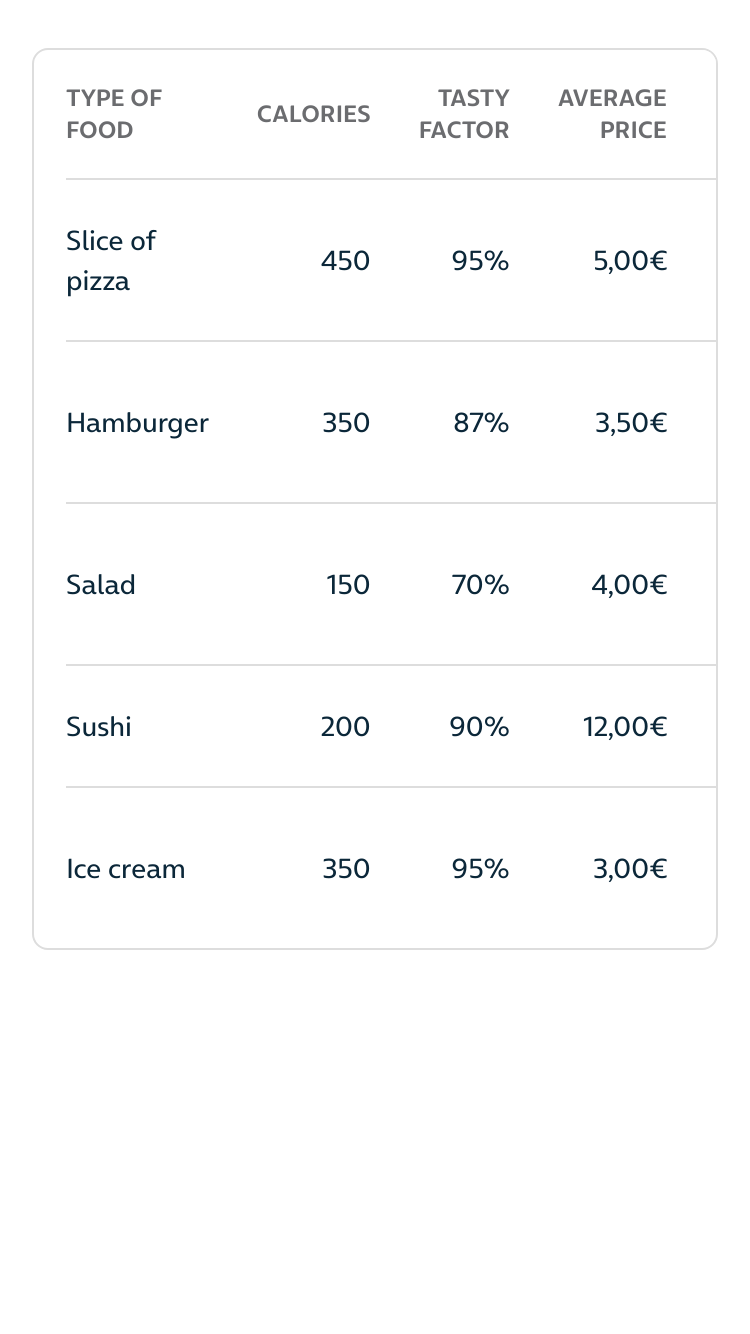 TYPE OF FOOD CALORIES TASTY FACTOR AVERAGE PRICE
Slice of pizza 450 95% 5,00€
Hamburger 350 87% 3,50€
Salad 150 70% 4,00€
Sushi 200 90% 12,00€
Ice cream 350 95% 3,00€